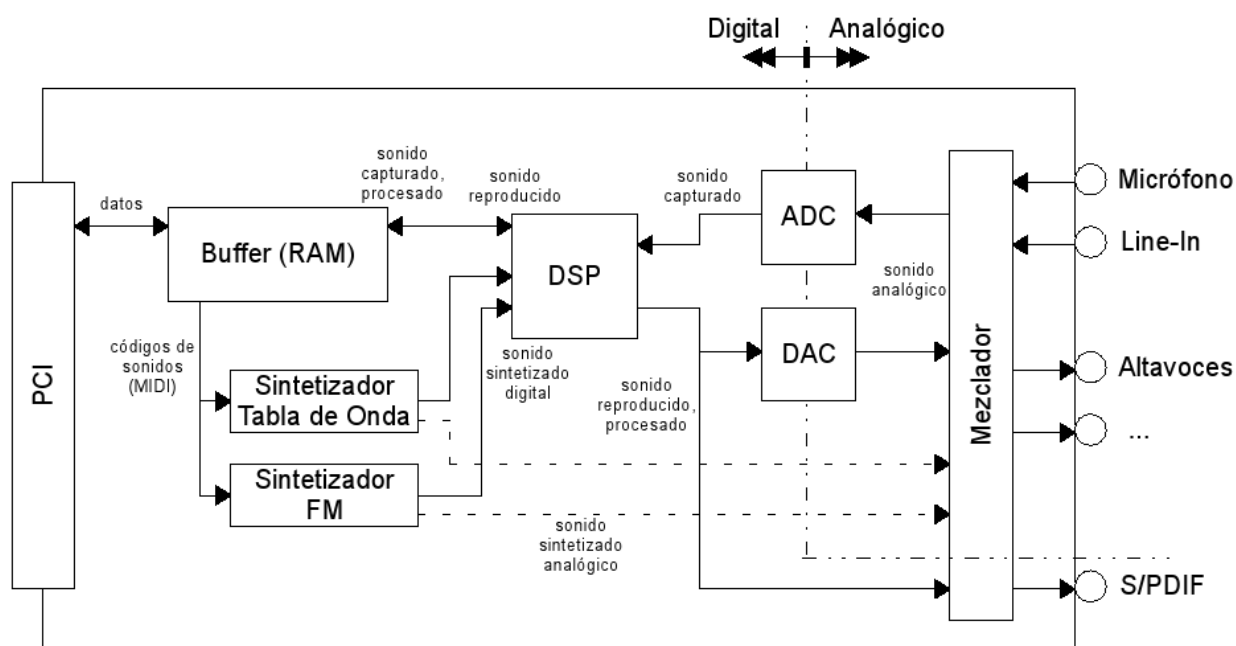 Digital
Analógico
sonido
capturado,
procesado
sonido
reproducido
sonido
capturado
ADC
Micrófono
datos
Buffer (RAM)
DSP
Line-In
sonido
analógico
PCI
códigos de
sonidos
(MIDI)
sonido
sintetizado
digital
DAC
Mezclador
Altavoces
Sintetizador
Tabla de Onda
sonido
reproducido,
procesado
...
Sintetizador
FM
sonido
sintetizado
analógico
S/PDIF